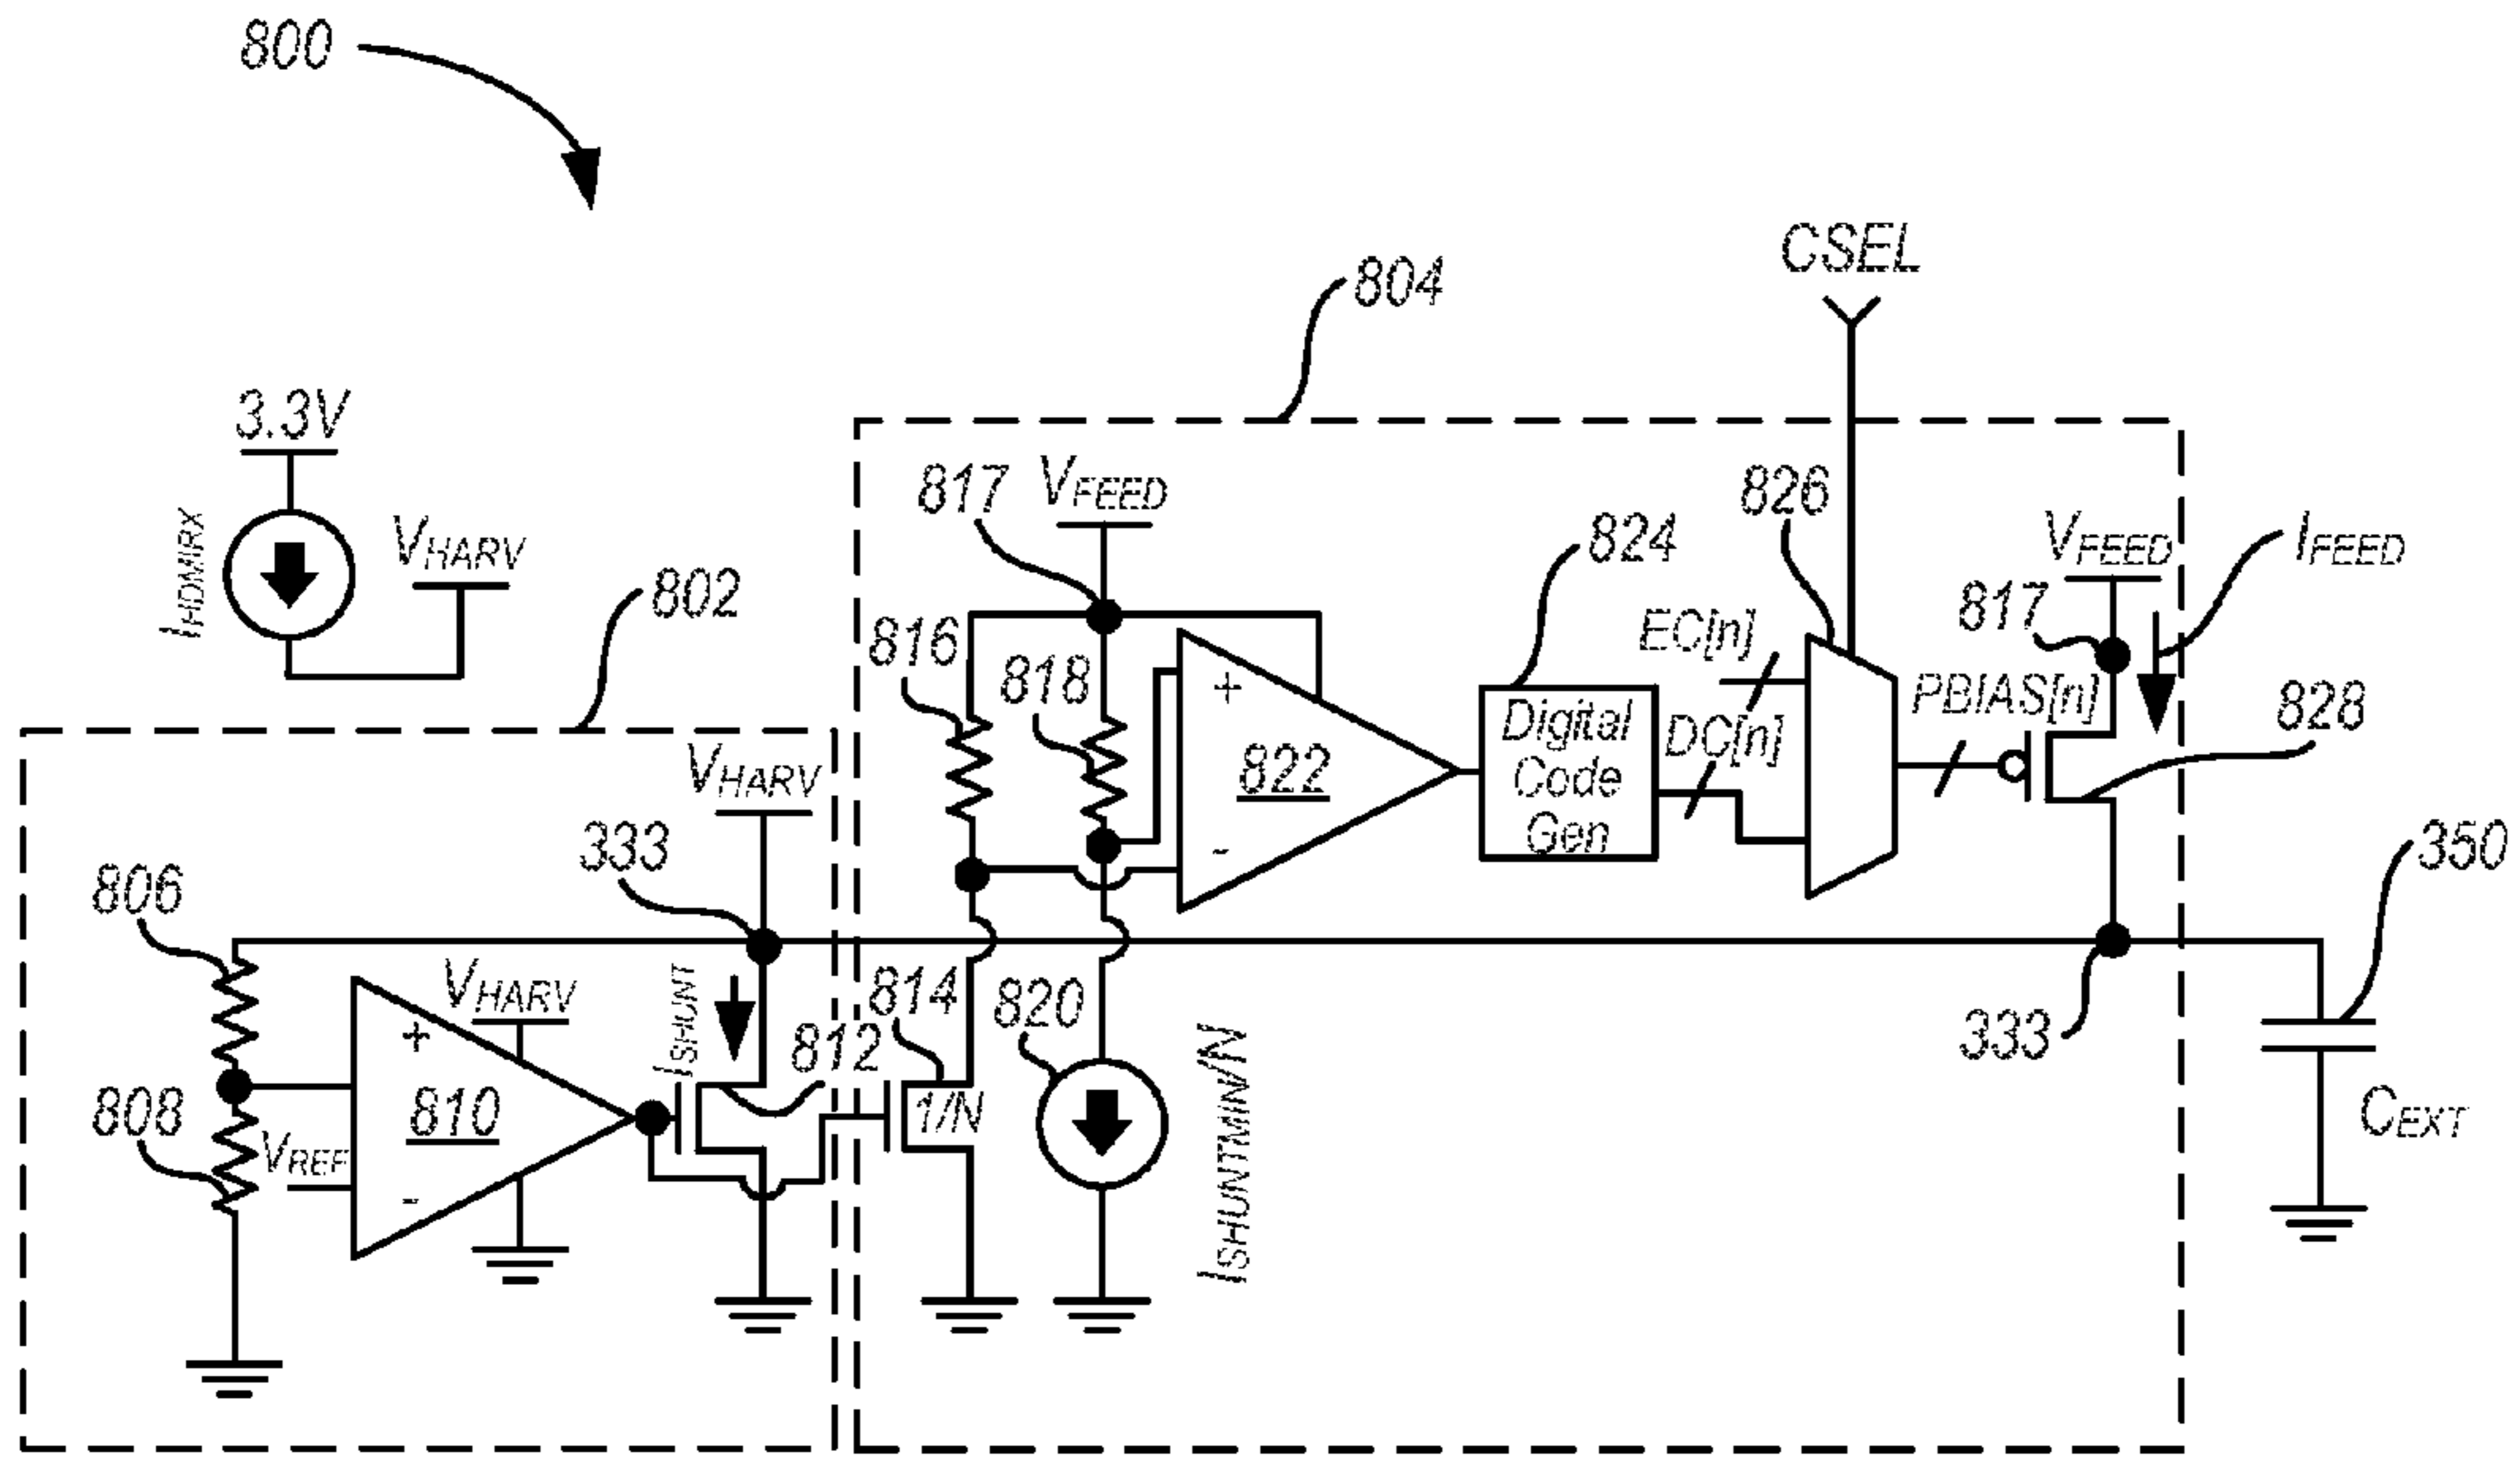 800
CSEL
804
3.3V
817
VFEED
826
VFEED
IFEED
824
IHDMIRX
VHARV
802
817
EC[n]
816
818
PBIAS[n]
828
+
822
-
Digital
Code
Gen
DC[n]
VHARV
333
350
806
VHARV
814
820
333
ISHUNT
812
+
810
-
808
VREF
1/N
ISHUNTMIN/N
CEXT